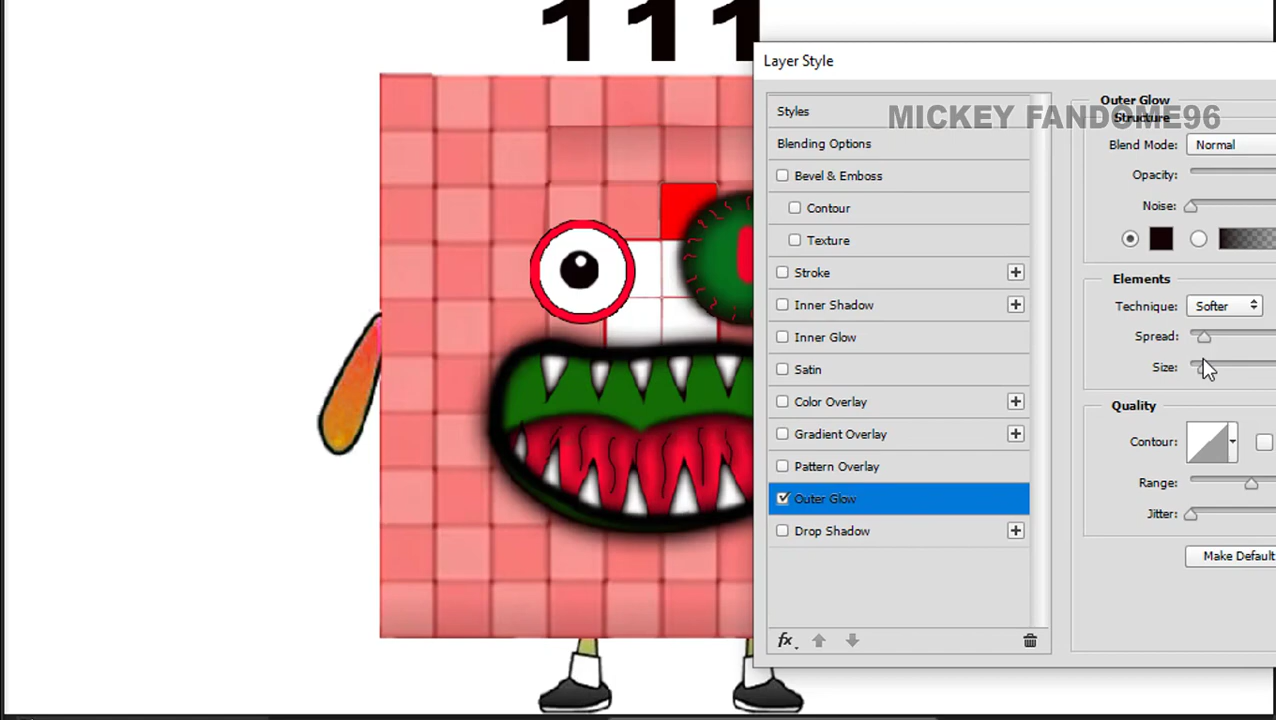 111
Layer Style
MICKEY FANDOME96
Styles
Blending Options
Bevel & Emboss
Contour
Texture
Stroke
Inner Shadow
Inner Glow
Satin
Color Overlay
Gradient Overlay
Pattern Overlay
Outer Glow
Drop Shadow
fx
Outer Glow
Structure
Blend Mode: Normal
Opacity:
Noise:
Elements
Technique: Softer
Spread:
Size:
Quality
Contour:
Range:
Jitter:
Make Default